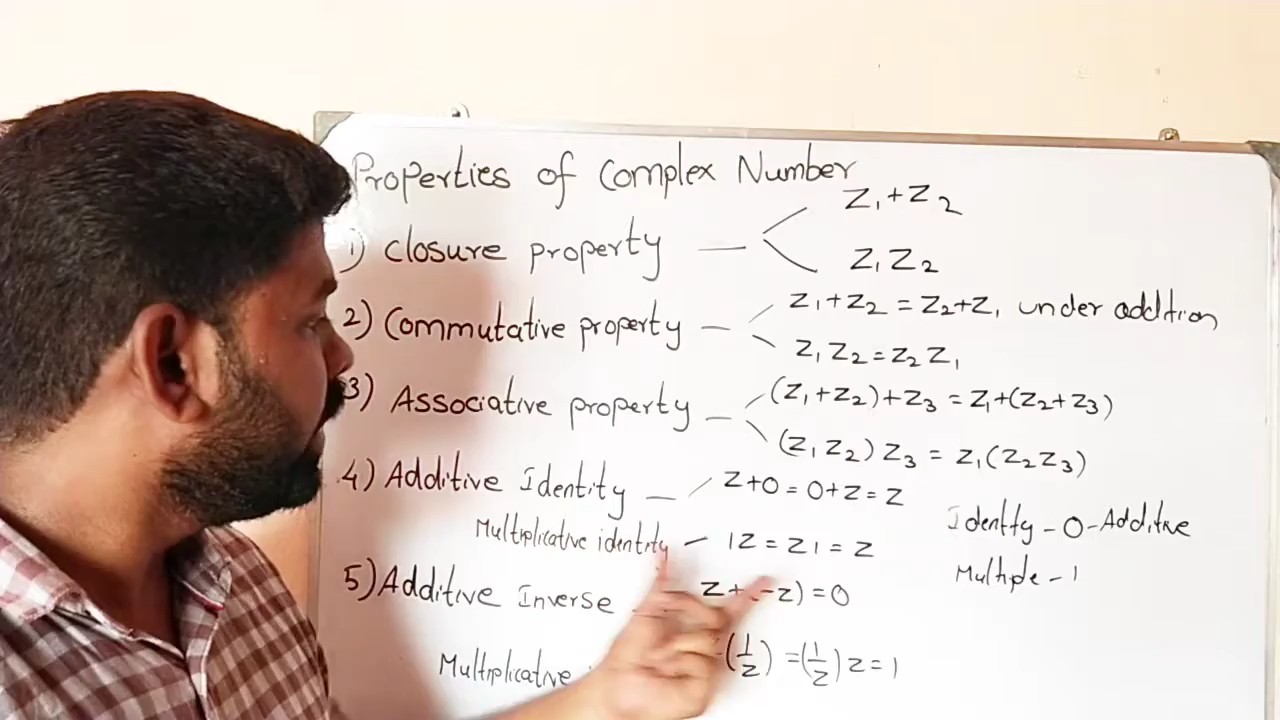 Properties of Complex Number
1) Closure property — Z₁+Z₂
Z₁Z₂
2) Commutative property — Z₁+Z₂ = Z₂+Z₁ under addition
Z₁Z₂=Z₂Z₁
3) Associative property — (Z₁+Z₂)+Z₃ = Z₁+(Z₂+Z₃)
(Z₁Z₂)Z₃ = Z₁(Z₂Z₃)
4) Additive Identity — Z+0=0+Z=Z
Identity - 0 - Additive
Multiplicative identity — 1Z=Z1=Z
Multiple - 1
5) Additive Inverse — Z+(-Z)=0
Multiplicative (1/Z)=(1/Z)Z=1